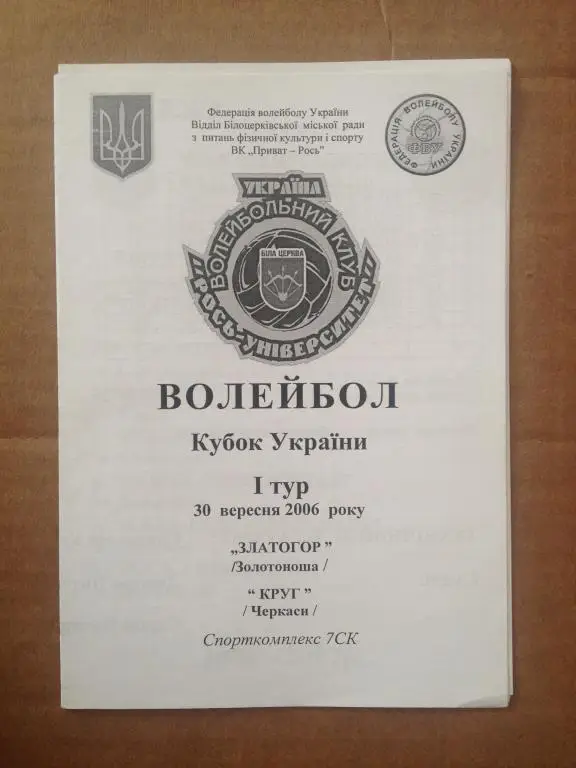 Федерація волейболу України
Відділ Білоцерківської міської ради
з питань фізичної культури і спорту
ВК „Приват – Рось"
ФЕДЕРАЦІЯ ВОЛЕЙБОЛУ УКРАЇНИ
ФВУ
УКРАЇНА
ВОЛЕЙБОЛЬНИЙ КЛУБ
БІЛА ЦЕРКВА
"РОСЬ-УНІВЕРСИТЕТ"
ВОЛЕЙБОЛ
Кубок України
І тур
30 вересня 2006 року
„ЗЛАТОГОР ”
/Золотоноша /
“ КРУГ ”
/ Черкаси /
Спорткомплекс 7СК